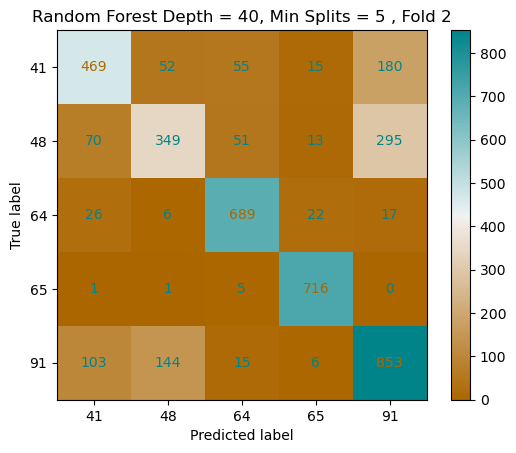 Random Forest Depth = 40, Min Splits = 5 , Fold 2
41 469 52 55 15 180
48 70 349 51 13 295
64 26 6 689 22 17
65 1 1 5 716 0
91 103 144 15 6 853
41 48 64 65 91
True label
Predicted label
800
700
600
500
400
300
200
100
0